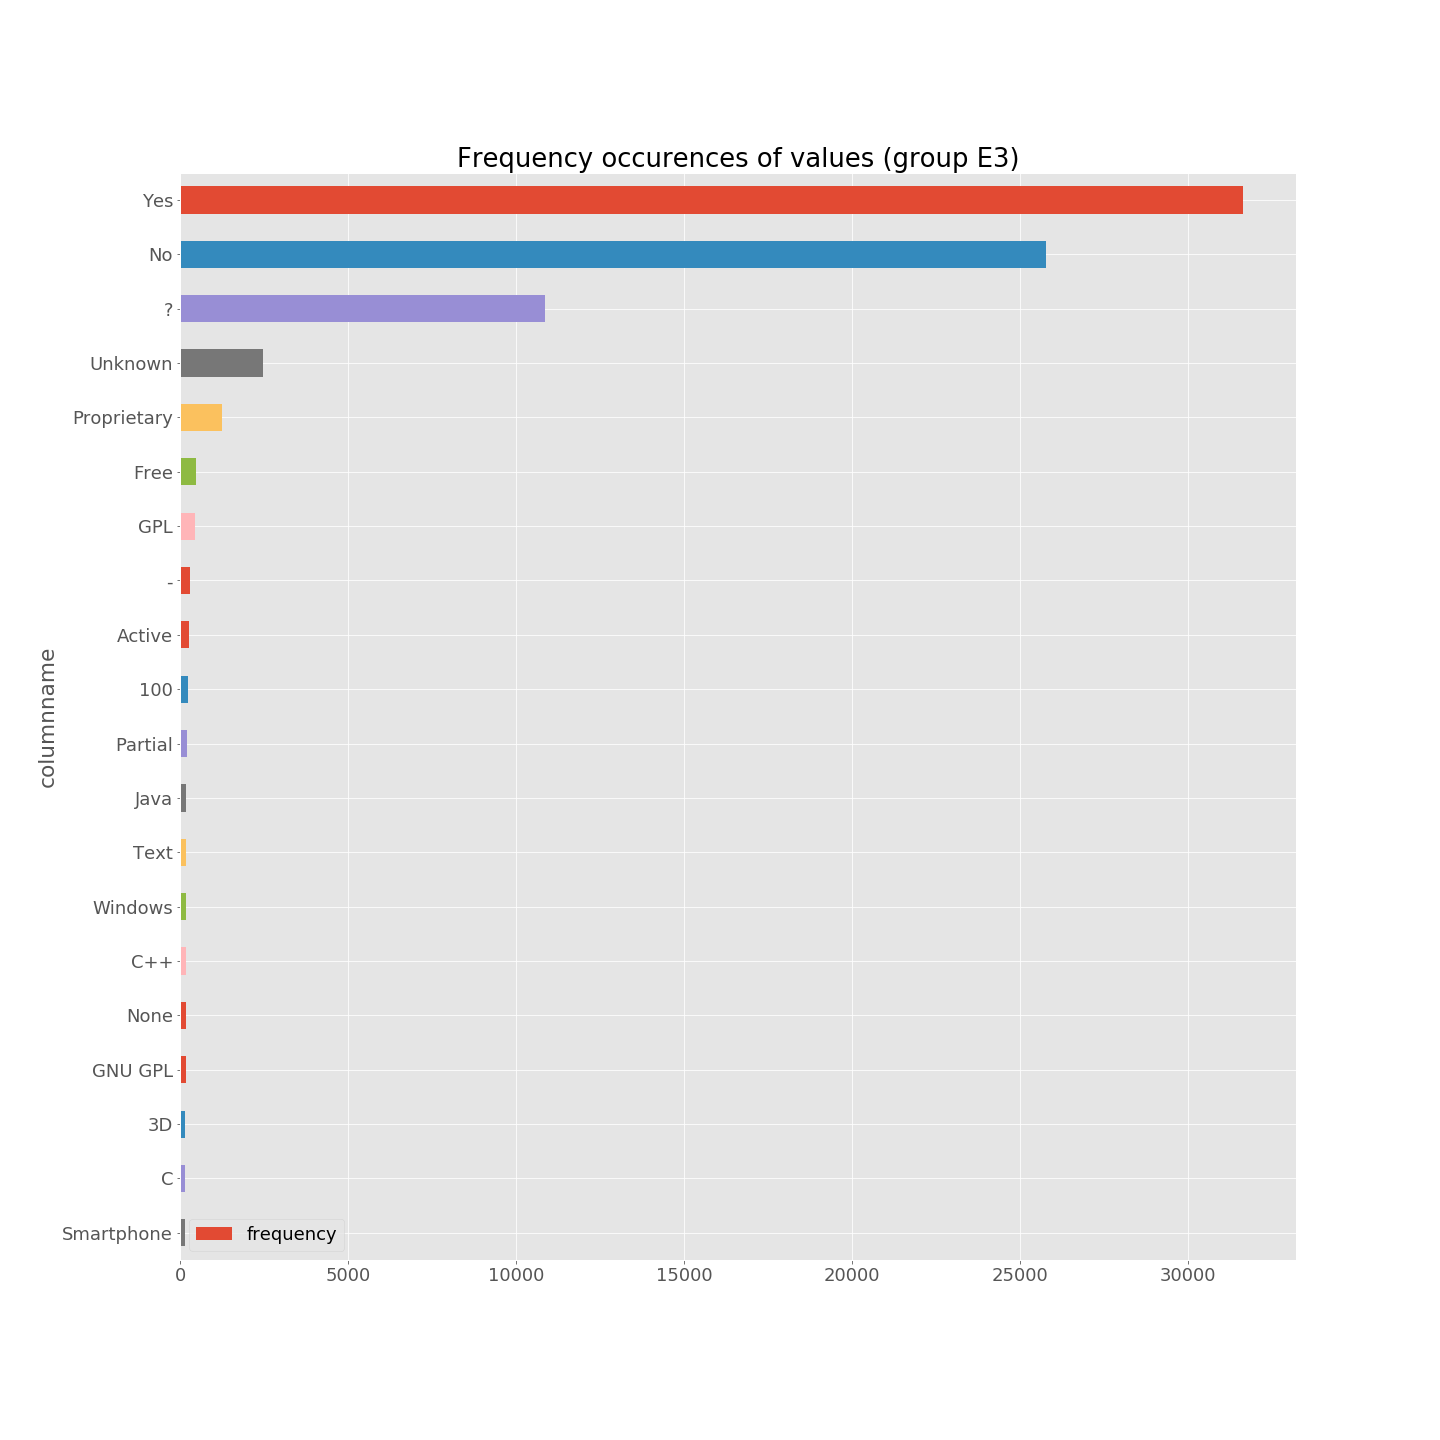 Frequency occurences of values (group E3)
Yes
No
?
Unknown
Proprietary
Free
GPL
-
Active
100
Partial
Java
Text
Windows
C++
None
GNU GPL
3D
C
Smartphone
columnname
frequency
0 5000 10000 15000 20000 25000 30000